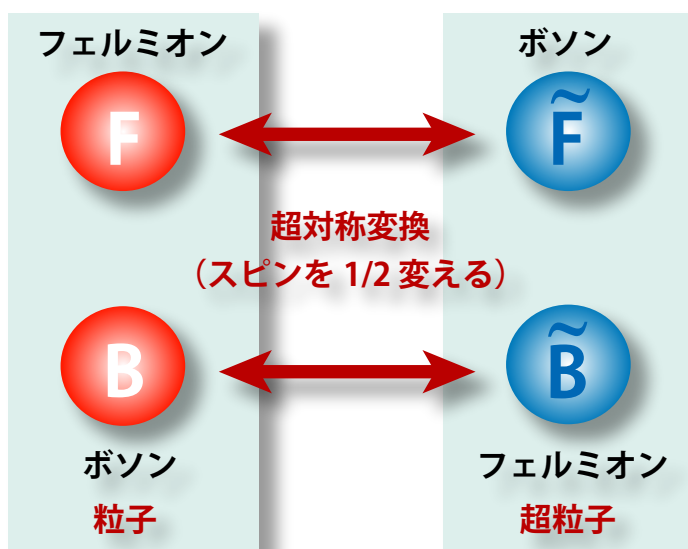 フェルミオン
ボソン
F
F̃
超対称変換
（スピンを 1/2 変える）
B
B̃
ボソン
フェルミオン
粒子
超粒子